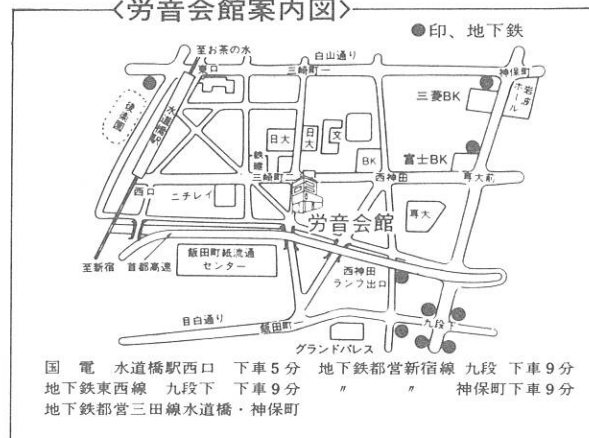 〈労音会館案内図〉
●印、地下鉄
至お茶の水
白山通り
東口
三崎町一
神保町
後楽園
水道橋駅
三菱BK
岩波ホール
日大
日大
文
鉄緑
BK
富士BK
三崎町二
西神田
専大前
西口
ニチレイ
労音会館
専大
至新宿
首都高速
飯田町紙流通センター
西神田ランプ出口
目白通り
飯田町一
九段下
グランドパレス
国電 水道橋駅西口 下車5分 地下鉄都営新宿線 九段 下車9分
地下鉄東西線 九段下 下車9分 〃 〃 神保町下車9分
地下鉄都営三田線水道橋・神保町